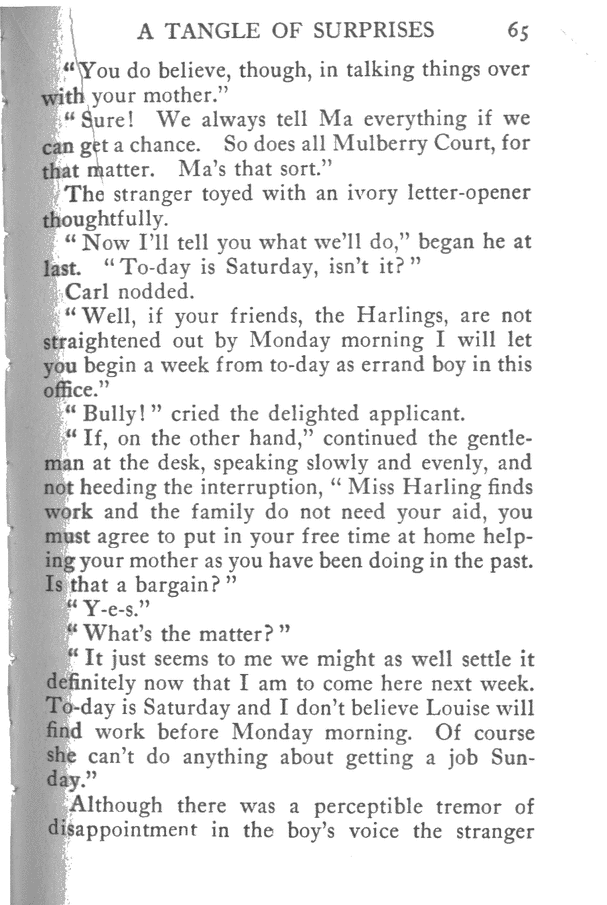 A TANGLE OF SURPRISES 65
"You do believe, though, in talking things over
with your mother."
"Sure! We always tell Ma everything if we
can get a chance. So does all Mulberry Court, for
that matter. Ma's that sort."
The stranger toyed with an ivory letter-opener
thoughtfully.
"Now I'll tell you what we'll do," began he at
last. "To-day is Saturday, isn't it?"
Carl nodded.
"Well, if your friends, the Harlings, are not
straightened out by Monday morning I will let
you begin a week from to-day as errand boy in this
office."
"Bully!" cried the delighted applicant.
"If, on the other hand," continued the gentle-
man at the desk, speaking slowly and evenly, and
not heeding the interruption, "Miss Harling finds
work and the family do not need your aid, you
must agree to put in your free time at home help-
ing your mother as you have been doing in the past.
Is that a bargain?"
"Y-e-s."
"What's the matter?"
"It just seems to me we might as well settle it
definitely now that I am to come here next week.
To-day is Saturday and I don't believe Louise will
find work before Monday morning. Of course
she can't do anything about getting a job Sun-
day."
Although there was a perceptible tremor of
disappointment in the boy's voice the stranger